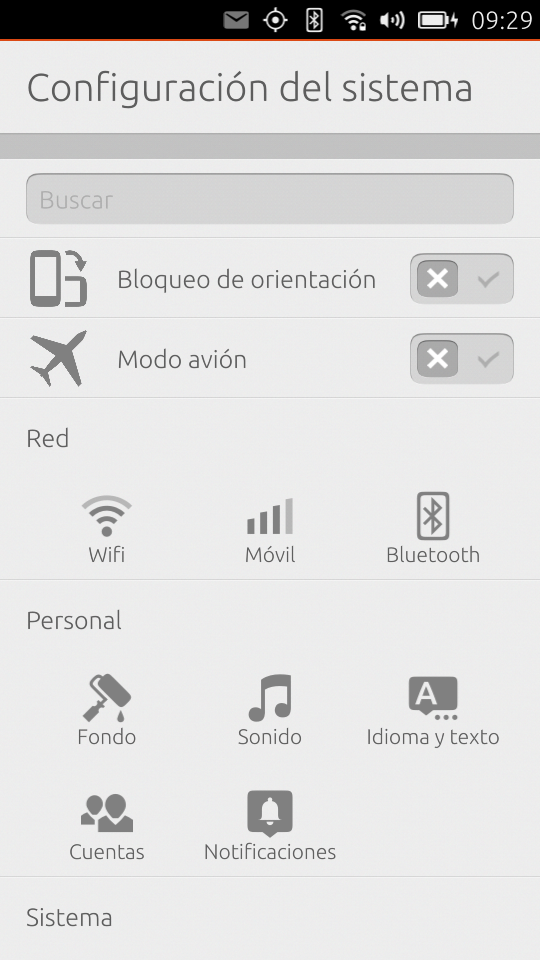 09:29
Configuración del sistema
Buscar
Bloqueo de orientación
Modo avión
Red
Wifi Móvil Bluetooth
Personal
A
Fondo Sonido Idioma y texto
Cuentas Notificaciones
Sistema